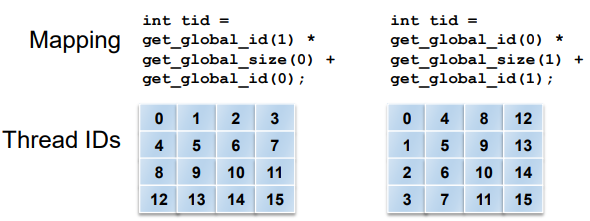 Mapping
int tid =
get_global_id(1) *
get_global_size(0) +
get_global_id(0);
int tid =
get_global_id(0) *
get_global_size(1) +
get_global_id(1);
Thread IDs
0 1 2 3
4 5 6 7
8 9 10 11
12 13 14 15
0 4 8 12
1 5 9 13
2 6 10 14
3 7 11 15